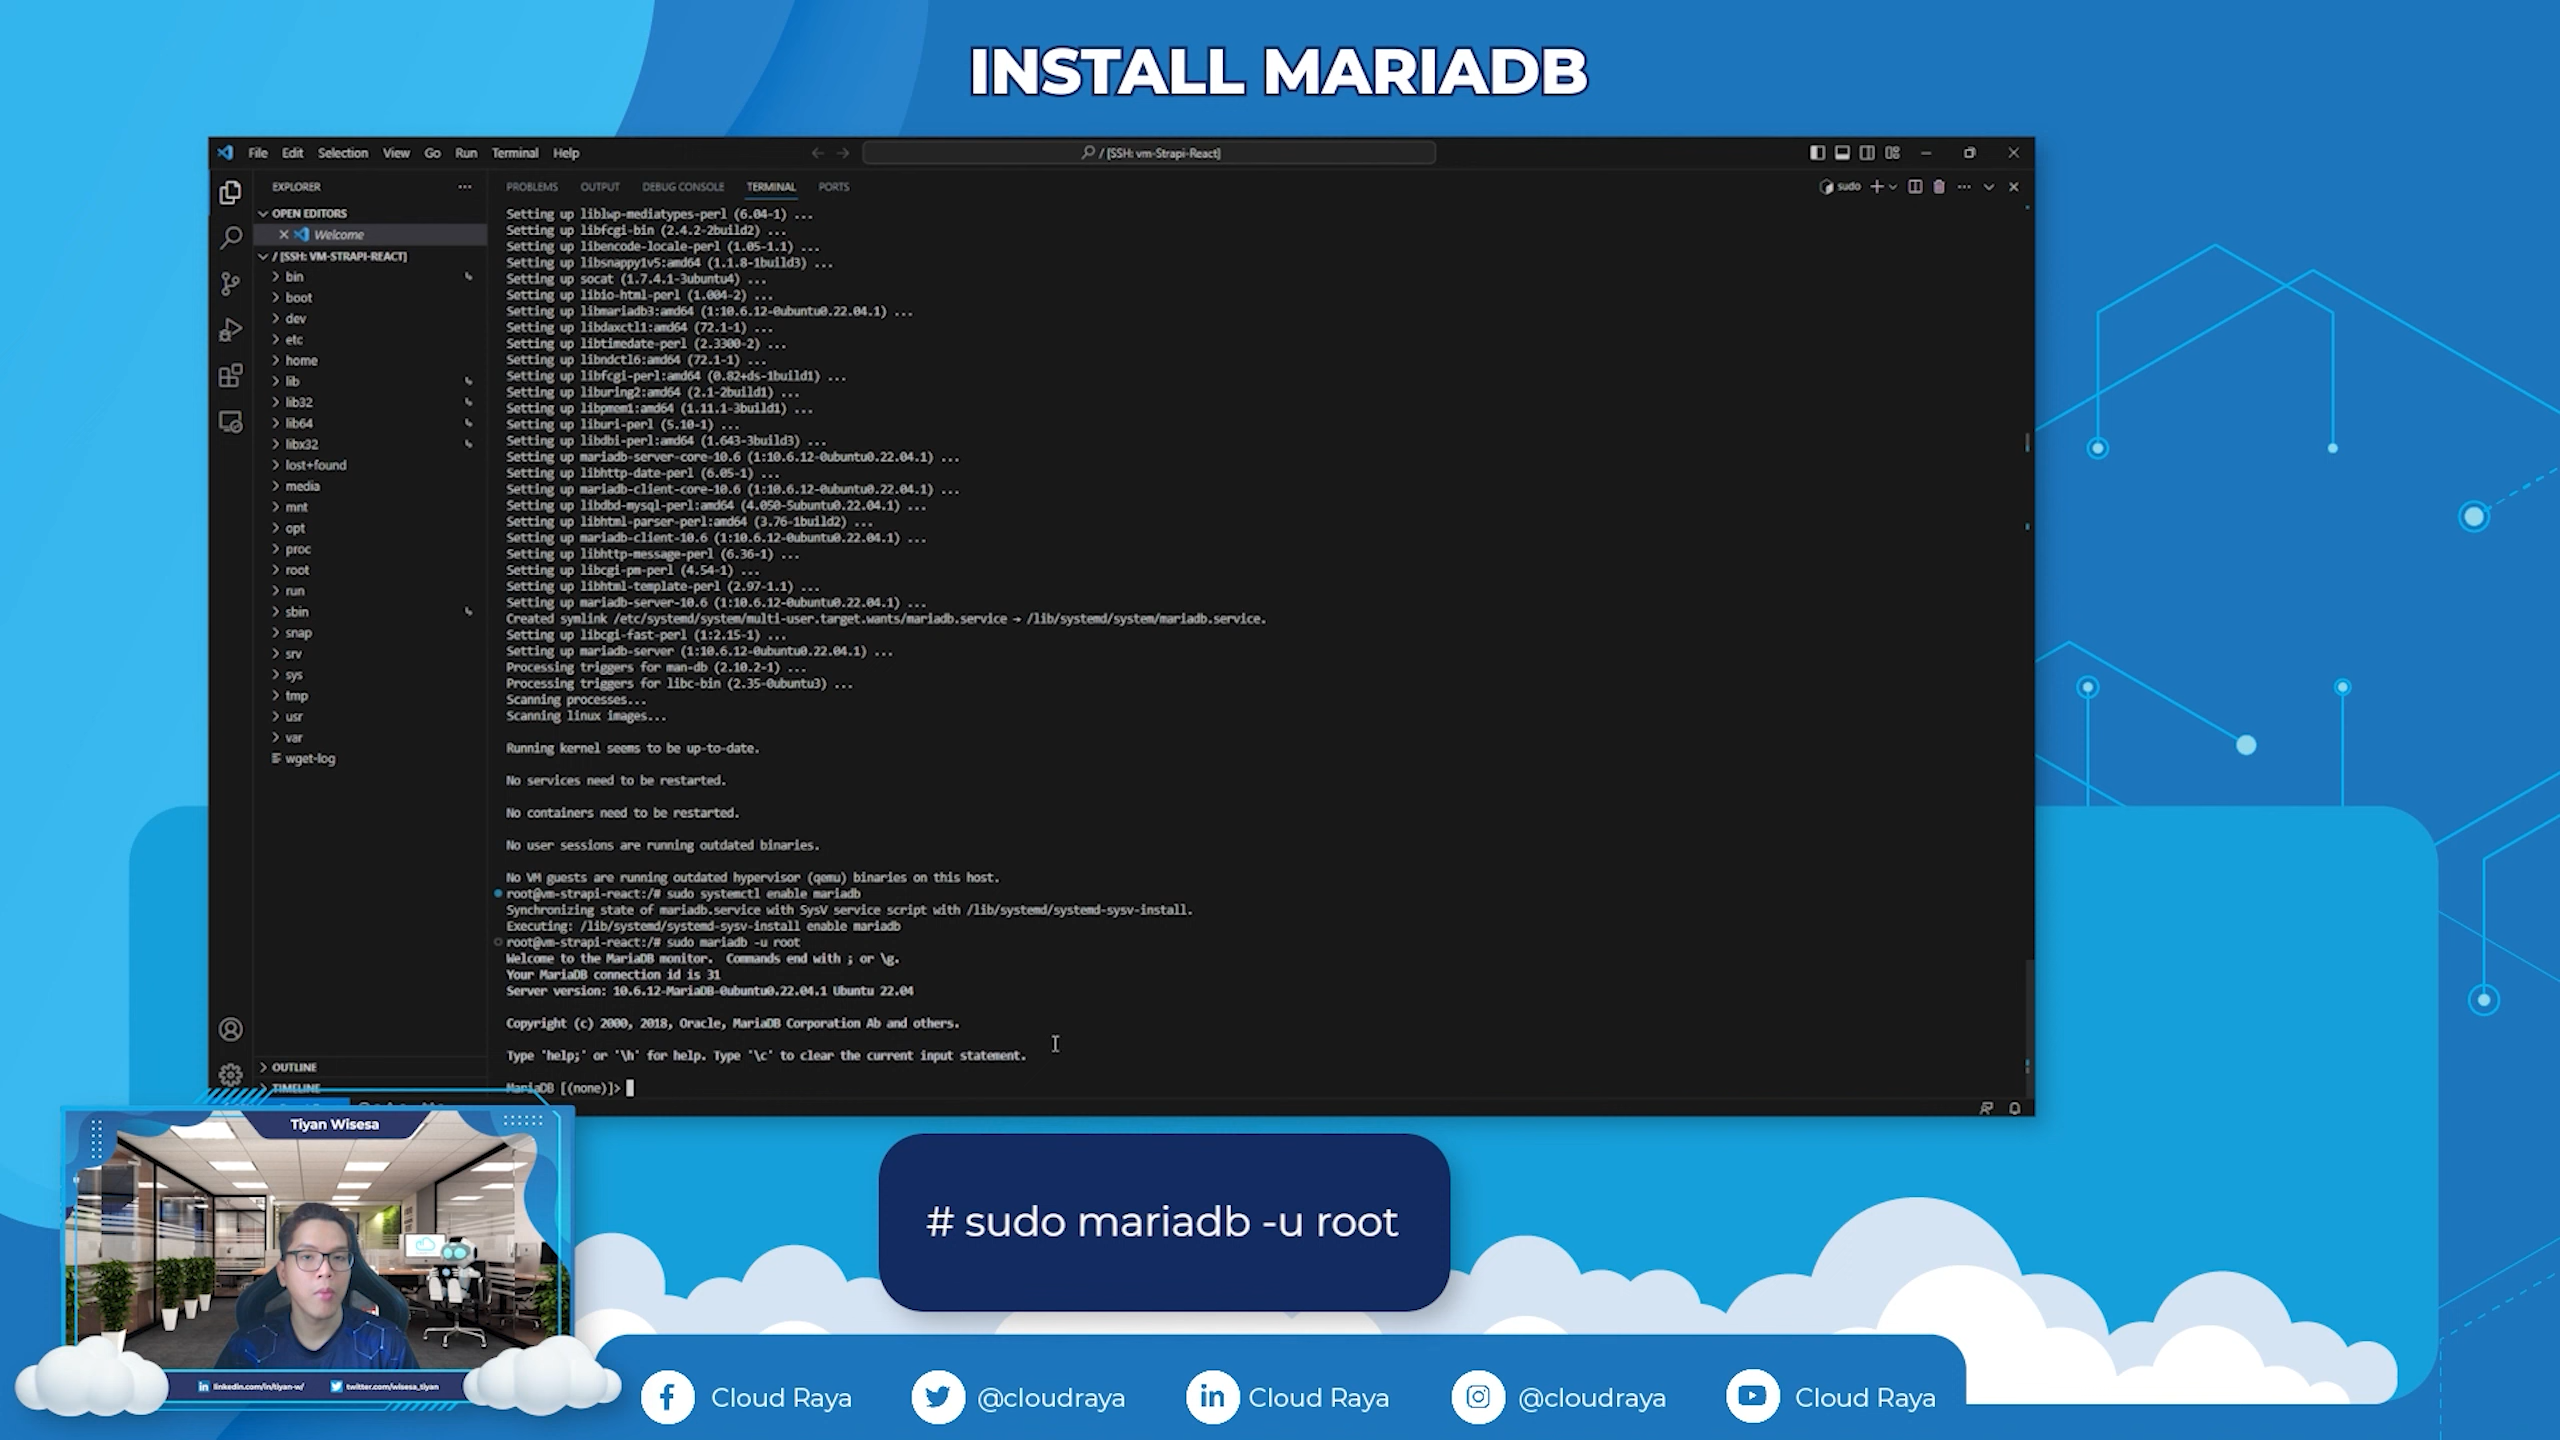 INSTALL MARIADB
File Edit Selection View Go Run Terminal Help
/ [SSH: vm-Strapi-React]
EXPLORER
OPEN EDITORS
Welcome
/ [SSH: VM-STRAPI-REACT]
bin
boot
dev
etc
home
lib
lib32
lib64
libx32
lost+found
media
mnt
opt
proc
root
run
sbin
snap
srv
sys
tmp
usr
var
wget-log
OUTLINE
TIMELINE
PROBLEMS OUTPUT DEBUG CONSOLE TERMINAL PORTS
sudo
Setting up liblwp-mediatypes-perl (6.04-1) ...
Setting up libfcgi-bin (2.4.2-2build2) ...
Setting up libencode-locale-perl (1.05-1.1) ...
Setting up libsnappy1v5:amd64 (1.1.8-1build3) ...
Setting up socat (1.7.4.1-3ubuntu4) ...
Setting up libio-html-perl (1.004-2) ...
Setting up libmariadb3:amd64 (1:10.6.12-0ubuntu0.22.04.1) ...
Setting up libdaxctl1:amd64 (72.1-1) ...
Setting up libtimedate-perl (2.3300-2) ...
Setting up libndctl6:amd64 (72.1-1) ...
Setting up libfcgi-perl:amd64 (0.82+ds-1build1) ...
Setting up liburing2:amd64 (2.1-2build1) ...
Setting up libpmem1:amd64 (1.11.1-3build1) ...
Setting up liburi-perl (5.10-1) ...
Setting up libdbi-perl:amd64 (1.643-3build3) ...
Setting up mariadb-server-core-10.6 (1:10.6.12-0ubuntu0.22.04.1) ...
Setting up libhttp-date-perl (6.05-1) ...
Setting up mariadb-client-core-10.6 (1:10.6.12-0ubuntu0.22.04.1) ...
Setting up libdbd-mysql-perl:amd64 (4.050-5ubuntu0.22.04.1) ...
Setting up libhtml-parser-perl:amd64 (3.76-1build2) ...
Setting up mariadb-client-10.6 (1:10.6.12-0ubuntu0.22.04.1) ...
Setting up libhttp-message-perl (6.36-1) ...
Setting up libcgi-pm-perl (4.54-1) ...
Setting up libhtml-template-perl (2.97-1.1) ...
Setting up mariadb-server-10.6 (1:10.6.12-0ubuntu0.22.04.1) ...
Created symlink /etc/systemd/system/multi-user.target.wants/mariadb.service → /lib/systemd/system/mariadb.service.
Setting up libcgi-fast-perl (1:2.15-1) ...
Setting up mariadb-server (1:10.6.12-0ubuntu0.22.04.1) ...
Processing triggers for man-db (2.10.2-1) ...
Processing triggers for libc-bin (2.35-0ubuntu3) ...
Scanning processes...
Scanning linux images...
Running kernel seems to be up-to-date.
No services need to be restarted.
No containers need to be restarted.
No user sessions are running outdated binaries.
No VM guests are running outdated hypervisor (qemu) binaries on this host.
root@vm-strapi-react:/# sudo systemctl enable mariadb
Synchronizing state of mariadb.service with SysV service script with /lib/systemd/systemd-sysv-install.
Executing: /lib/systemd/systemd-sysv-install enable mariadb
root@vm-strapi-react:/# sudo mariadb -u root
Welcome to the MariaDB monitor.  Commands end with ; or \g.
Your MariaDB connection id is 31
Server version: 10.6.12-MariaDB-0ubuntu0.22.04.1 Ubuntu 22.04
Copyright (c) 2000, 2018, Oracle, MariaDB Corporation Ab and others.
Type 'help;' or '\h' for help. Type '\c' to clear the current input statement.
MariaDB [(none)]>
Tiyan Wisesa
linkedin.com/in/tiyan-w/ twitter.com/wisesa_tiyan
# sudo mariadb -u root
Cloud Raya @cloudraya Cloud Raya @cloudraya Cloud Raya